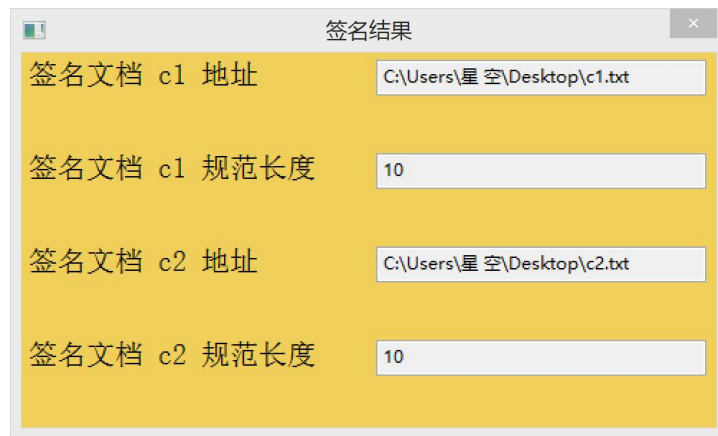 签名结果
签名文档 c1 地址 C:\Users\星 空\Desktop\c1.txt
签名文档 c1 规范长度 10
签名文档 c2 地址 C:\Users\星 空\Desktop\c2.txt
签名文档 c2 规范长度 10